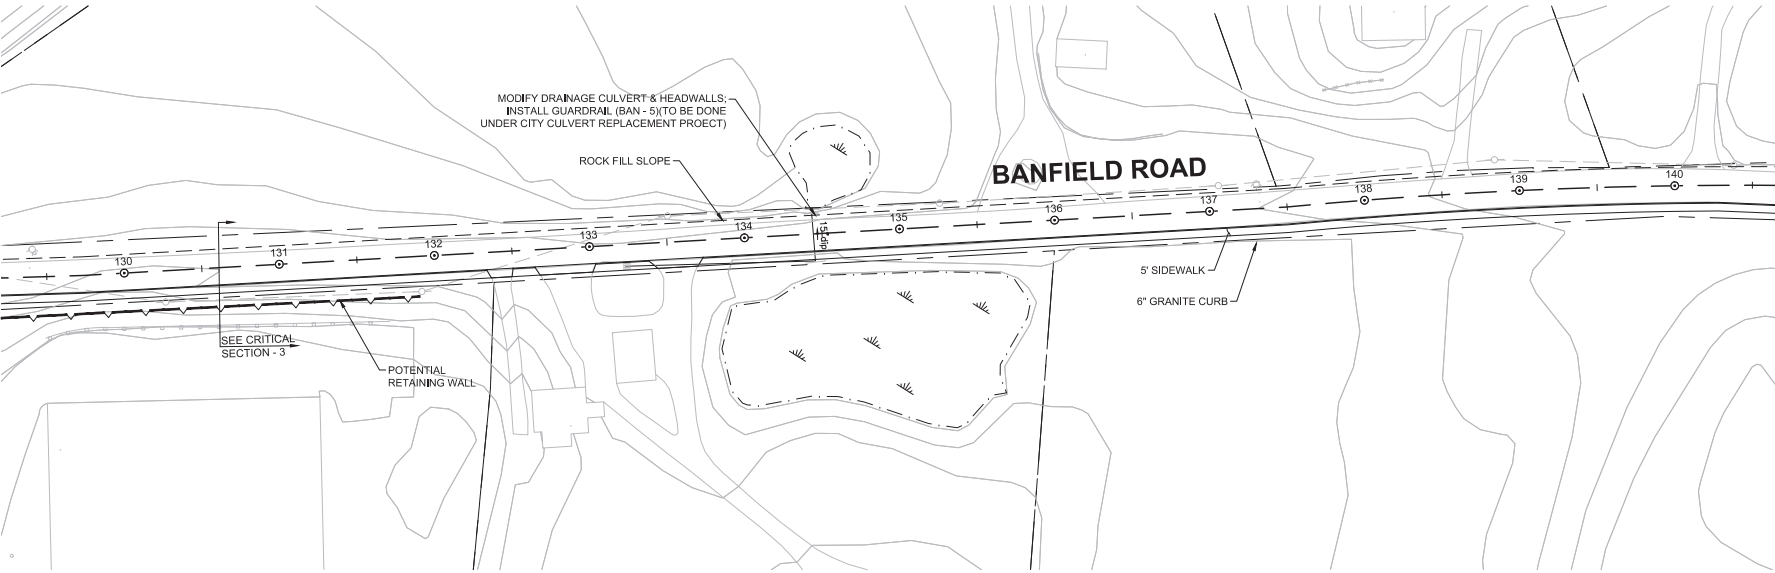 MODIFY DRAINAGE CULVERT & HEADWALLS;
INSTALL GUARDRAIL (BAN - 5)(TO BE DONE
UNDER CITY CULVERT REPLACEMENT PROECT)
ROCK FILL SLOPE
BANFIELD ROAD
130
131
132
133
134
135
136
137
138
139
140
15" dip
5' SIDEWALK
6" GRANITE CURB
SEE CRITICAL
SECTION - 3
POTENTIAL
RETAINING WALL